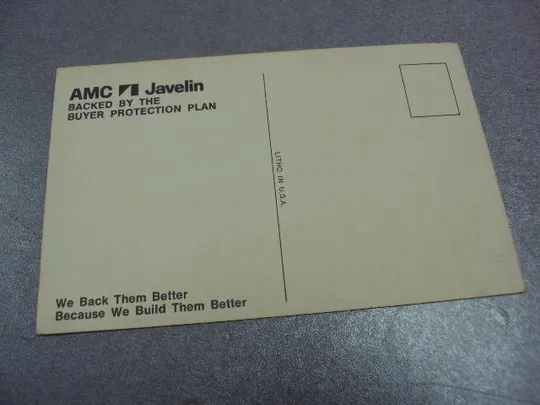 AMC Javelin
BACKED BY THE
BUYER PROTECTION PLAN
LITHO IN U.S.A.
We Back Them Better
Because We Build Them Better